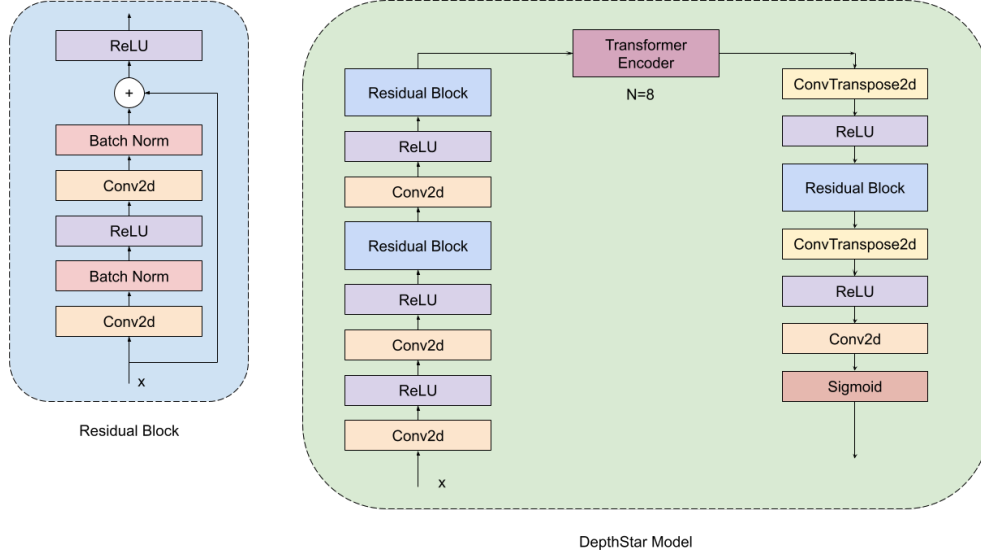 ReLU
+
Batch Norm
Conv2d
ReLU
Batch Norm
Conv2d
x
Residual Block
Residual Block
ReLU
Conv2d
Residual Block
ReLU
Conv2d
ReLU
Conv2d
x
Transformer
Encoder
N=8
ConvTranspose2d
ReLU
Residual Block
ConvTranspose2d
ReLU
Conv2d
Sigmoid
DepthStar Model